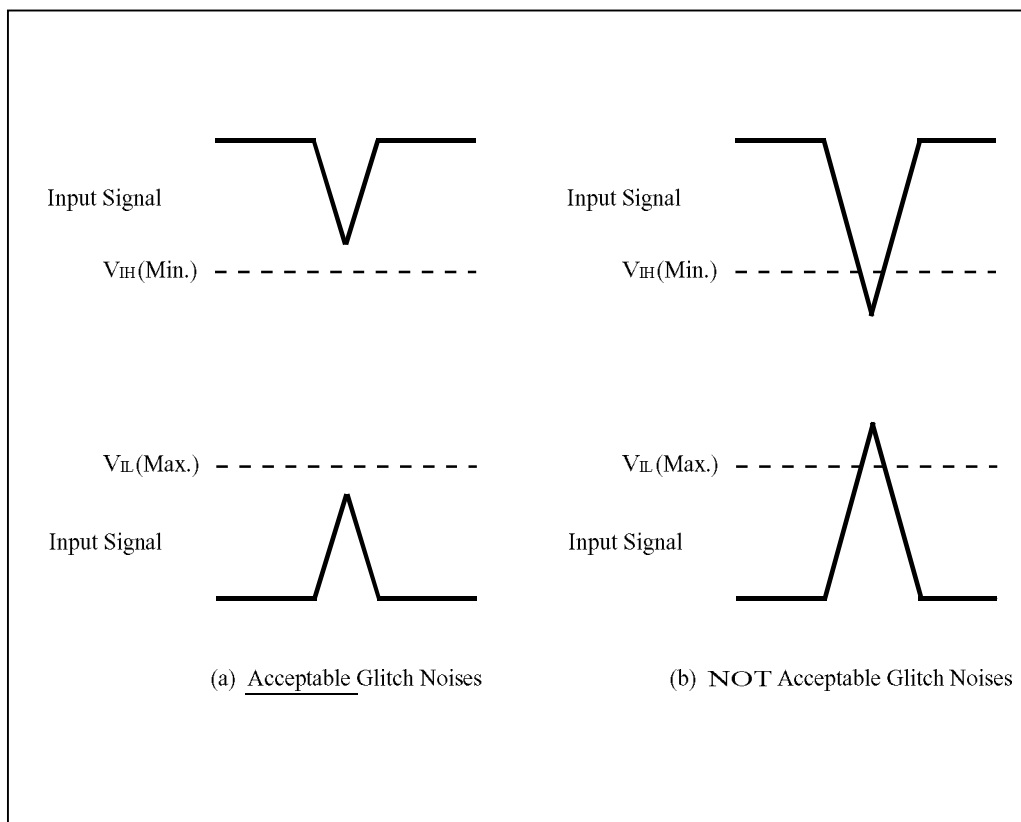 Input Signal
VIH(Min.)
VIL(Max.)
Input Signal
(a) Acceptable Glitch Noises
Input Signal
VIH(Min.)
VIL(Max.)
Input Signal
(b) NOT Acceptable Glitch Noises